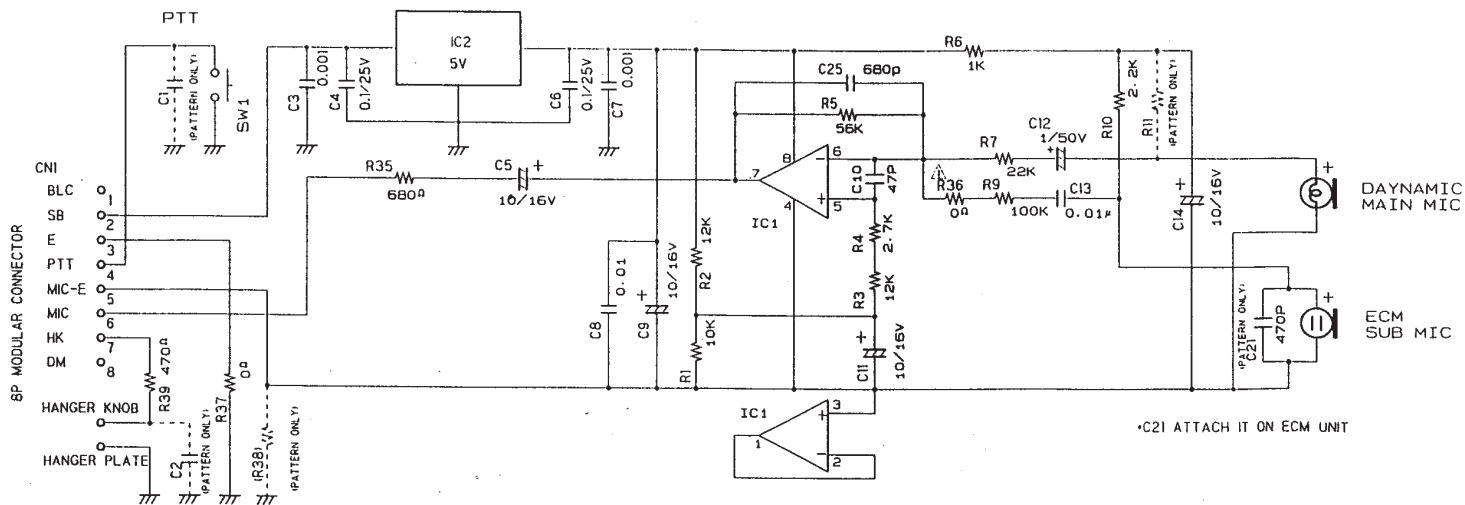 PTT
C1
(PATTERN ONLY)
SW1
C3
0.001
C4
0.1/25V
IC2
5V
C6
0.1/25V
C7
0.001
C25
680p
R5
56K
R6
1K
R10
2.2K
R11
(PATTERN ONLY)
8P MODULAR CONNECTOR
CN1
BLC
1
SB
2
E
3
PTT
4
MIC-E
5
MIC
6
HK
7
DM
8
R35
680Ω
C5
+
10/16V
7
8
4
6
5
-
+
IC1
C10
47P
R4
2.7K
R3
12K
R7
22K
C12
1/50V
+
R36
0Ω
R9
100K
C13
0.01μ
C14
+
10/16V
+
DAYNAMIC
MAIN MIC
+
ECM
SUB MIC
(PATTERN ONLY)
C21
470P
C8
0.01
C9
+
10/16V
R2
12K
R1
10K
C11
+
10/16V
IC1
1
3
2
+
-
R39 470Ω
R37
0Ω
(R38)
(PATTERN ONLY)
C2
(PATTERN ONLY)
HANGER KNOB
HANGER PLATE
*C21 ATTACH IT ON ECM UNIT